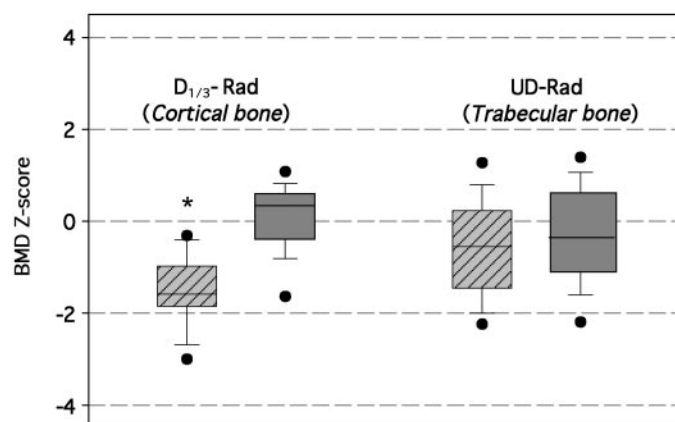 4
D1/3- Rad
(Cortical bone)
UD-Rad
(Trabecular bone)
2
*
0
BMD Z-score
-2
-4